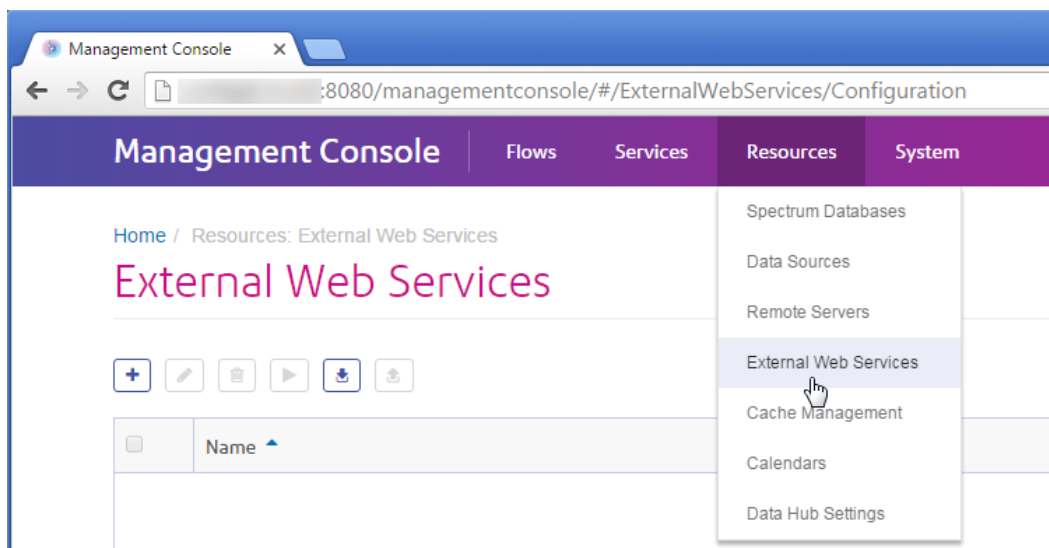 Management Console
:8080/managementconsole/#/ExternalWebServices/Configuration
Management Console Flows Services Resources System
Home / Resources: External Web Services
External Web Services
Spectrum Databases
Data Sources
Remote Servers
External Web Services
Cache Management
Calendars
Data Hub Settings
Name